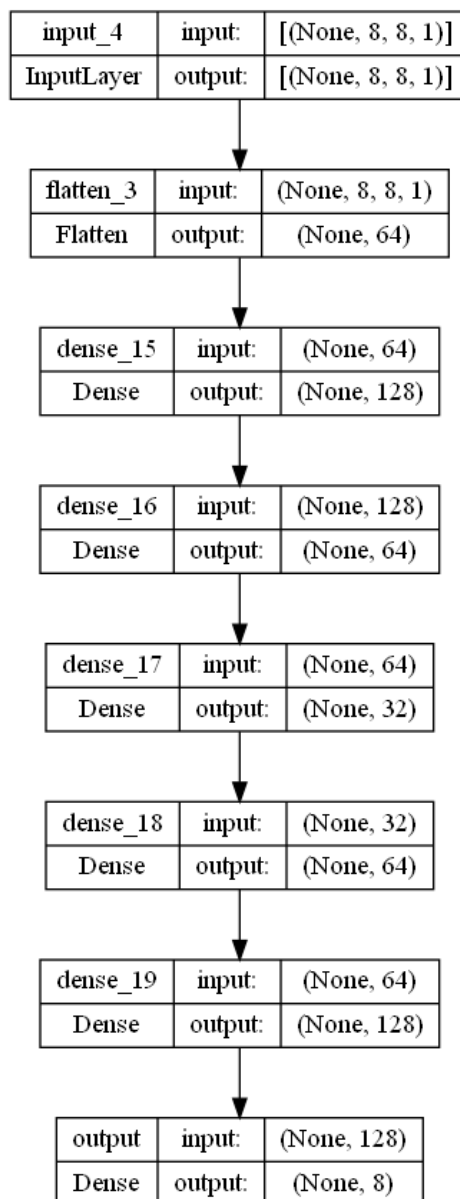 input_4 input: [(None, 8, 8, 1)]
InputLayer output: [(None, 8, 8, 1)]
flatten_3 input: (None, 8, 8, 1)
Flatten output: (None, 64)
dense_15 input: (None, 64)
Dense output: (None, 128)
dense_16 input: (None, 128)
Dense output: (None, 64)
dense_17 input: (None, 64)
Dense output: (None, 32)
dense_18 input: (None, 32)
Dense output: (None, 64)
dense_19 input: (None, 64)
Dense output: (None, 128)
output input: (None, 128)
Dense output: (None, 8)